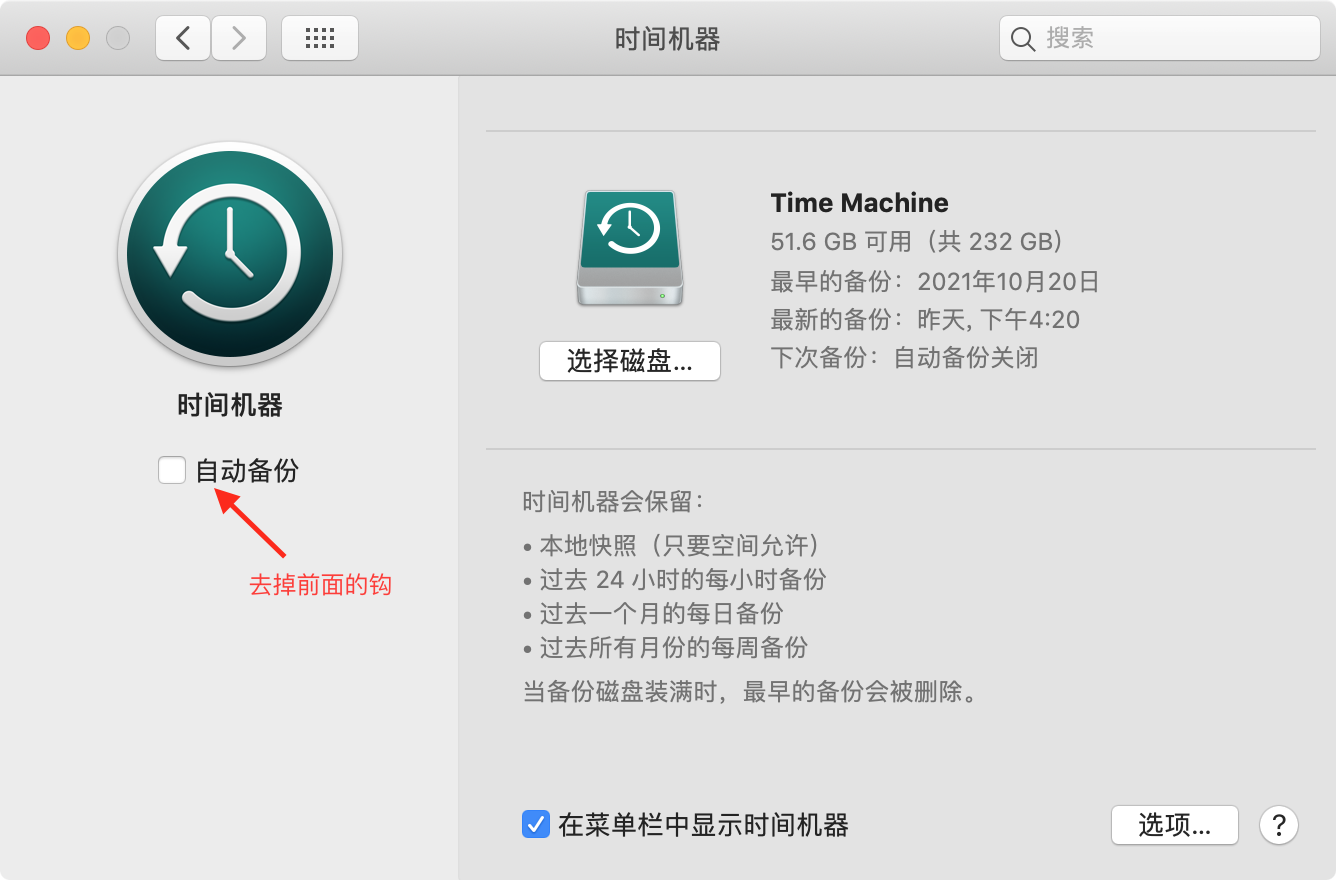 时间机器
搜索
时间机器
自动备份
去掉前面的钩
Time Machine
51.6 GB 可用（共 232 GB）
最早的备份：2021年10月20日
最新的备份：昨天, 下午4:20
下次备份：自动备份关闭
选择磁盘...
时间机器会保留：
• 本地快照（只要空间允许）
• 过去 24 小时的每小时备份
• 过去一个月的每日备份
• 过去所有月份的每周备份
当备份磁盘装满时，最早的备份会被删除。
在菜单栏中显示时间机器
选项...
?